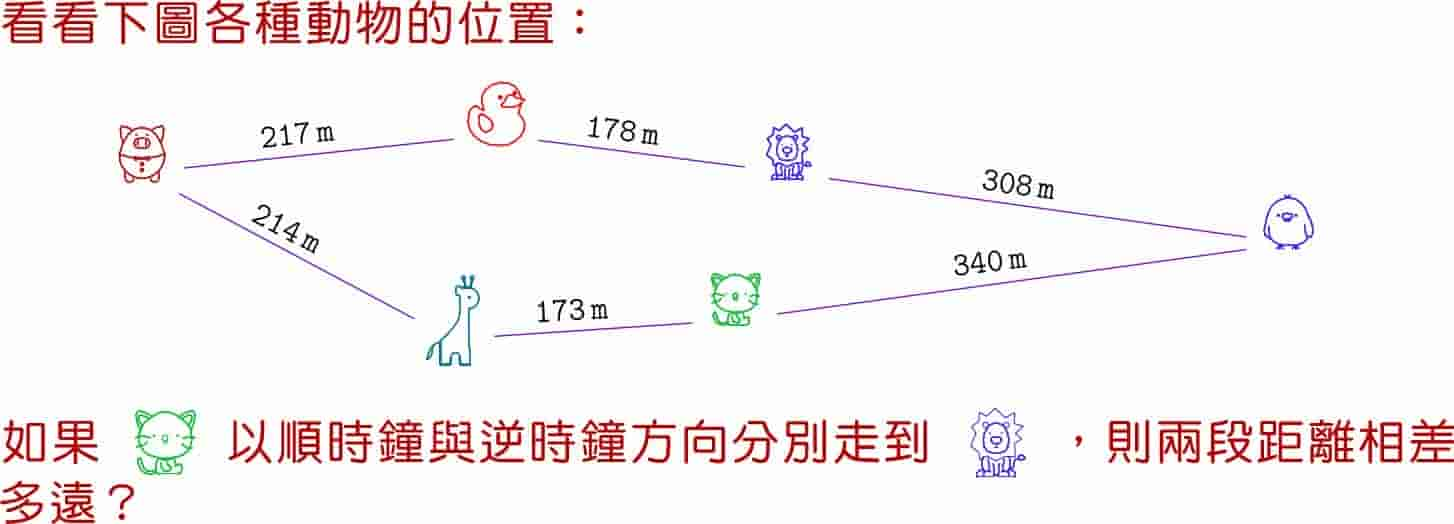 看看下圖各種動物的位置：
217 m
178 m
308 m
214 m
340 m
173 m
如果 以順時鐘與逆時鐘方向分別走到 ，則兩段距離相差
多遠？